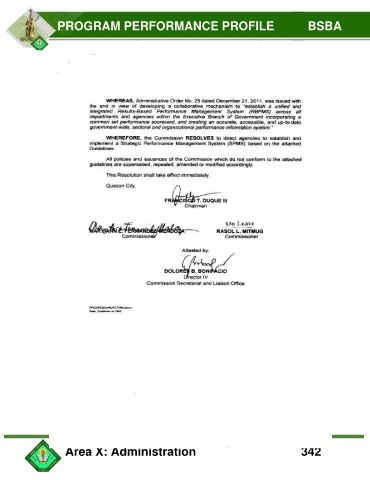 PROGRAM PERFORMANCE PROFILE BSBA
WHEREAS, Administrative Order No. 25 dated December 21, 2011, was issued with
the end in view of developing a collaborative mechanism to "establish a unified and
integrated Results-Based Performance Management System (RBPMS) across all
departments and agencies within the Executive Branch of Government incorporating a
common set performance scorecard, and creating an accurate, accessible, and up-to-date
government-wide, sectoral and organizational performance information system."
WHEREFORE, the Commission RESOLVES to direct agencies to establish and
implement a Strategic Performance Management System (SPMS) based on the attached
Guidelines.
All policies and issuances of the Commission which do not conform to the attached
guidelines are superseded, repealed, amended or modified accordingly.
This Resolution shall take effect immediately.
Quezon City.
FRANCISCO T. DUQUE III
Chairman
On Leave
MARY ANN Z. FERNANDEZ-MENDOZA RASOL L. MITMUG
Commissioner Commissioner
Attested by:
DOLORES B. BONIFACIO
Director IV
Commission Secretariat and Liaison Office
Area X: Administration 342